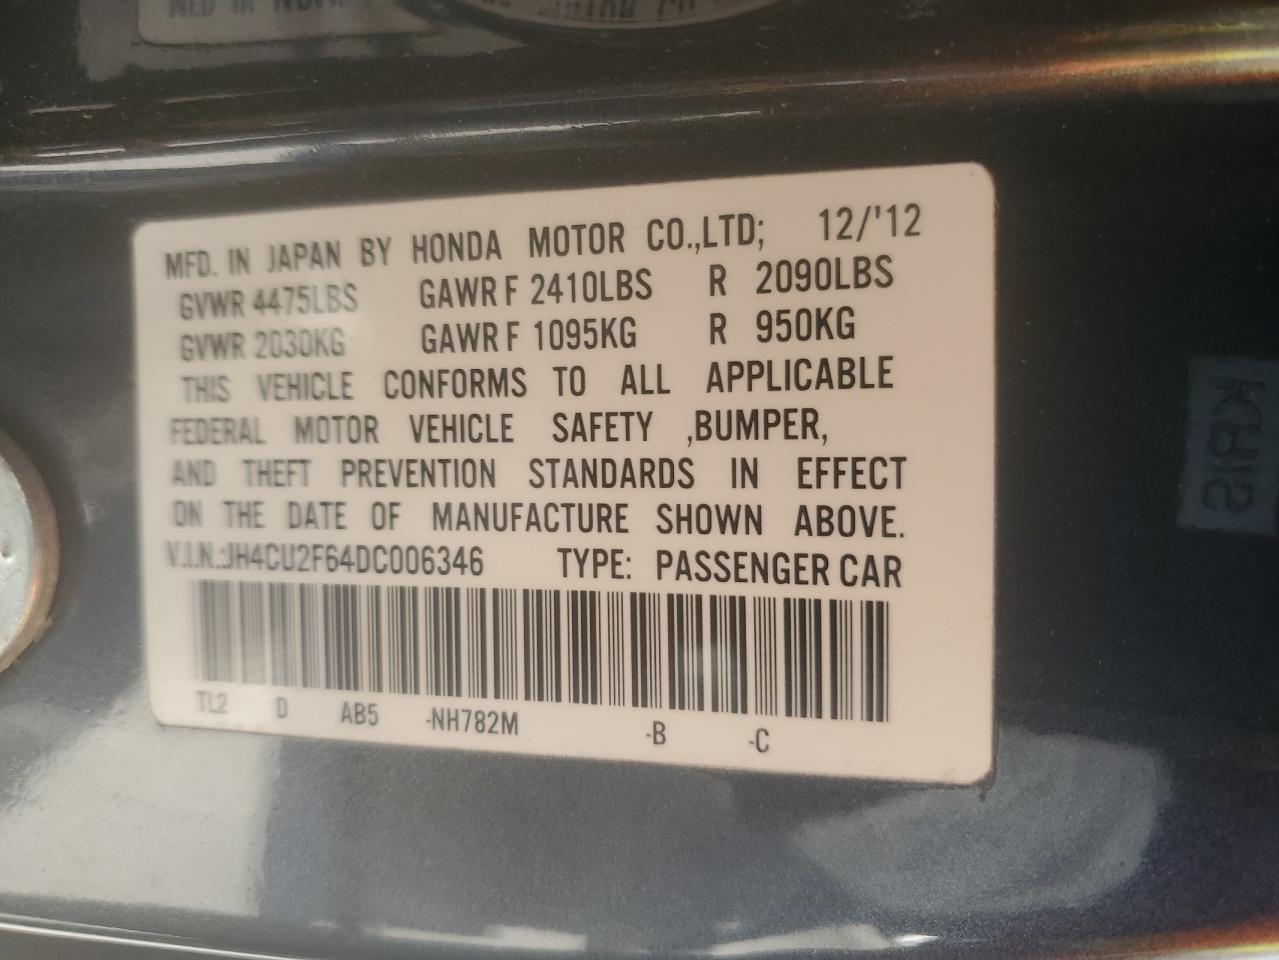 MFD. IN JAPAN BY HONDA MOTOR CO.,LTD; 12/'12
GVWR 4475LBS GAWR F 2410LBS R 2090LBS
GVWR 2030KG GAWR F 1095KG R 950KG
THIS VEHICLE CONFORMS TO ALL APPLICABLE
FEDERAL MOTOR VEHICLE SAFETY ,BUMPER,
AND THEFT PREVENTION STANDARDS IN EFFECT
ON THE DATE OF MANUFACTURE SHOWN ABOVE.
V.I.N.:JH4CU2F64DC006346 TYPE: PASSENGER CAR
TL2 D AB5 -NH782M -B -C